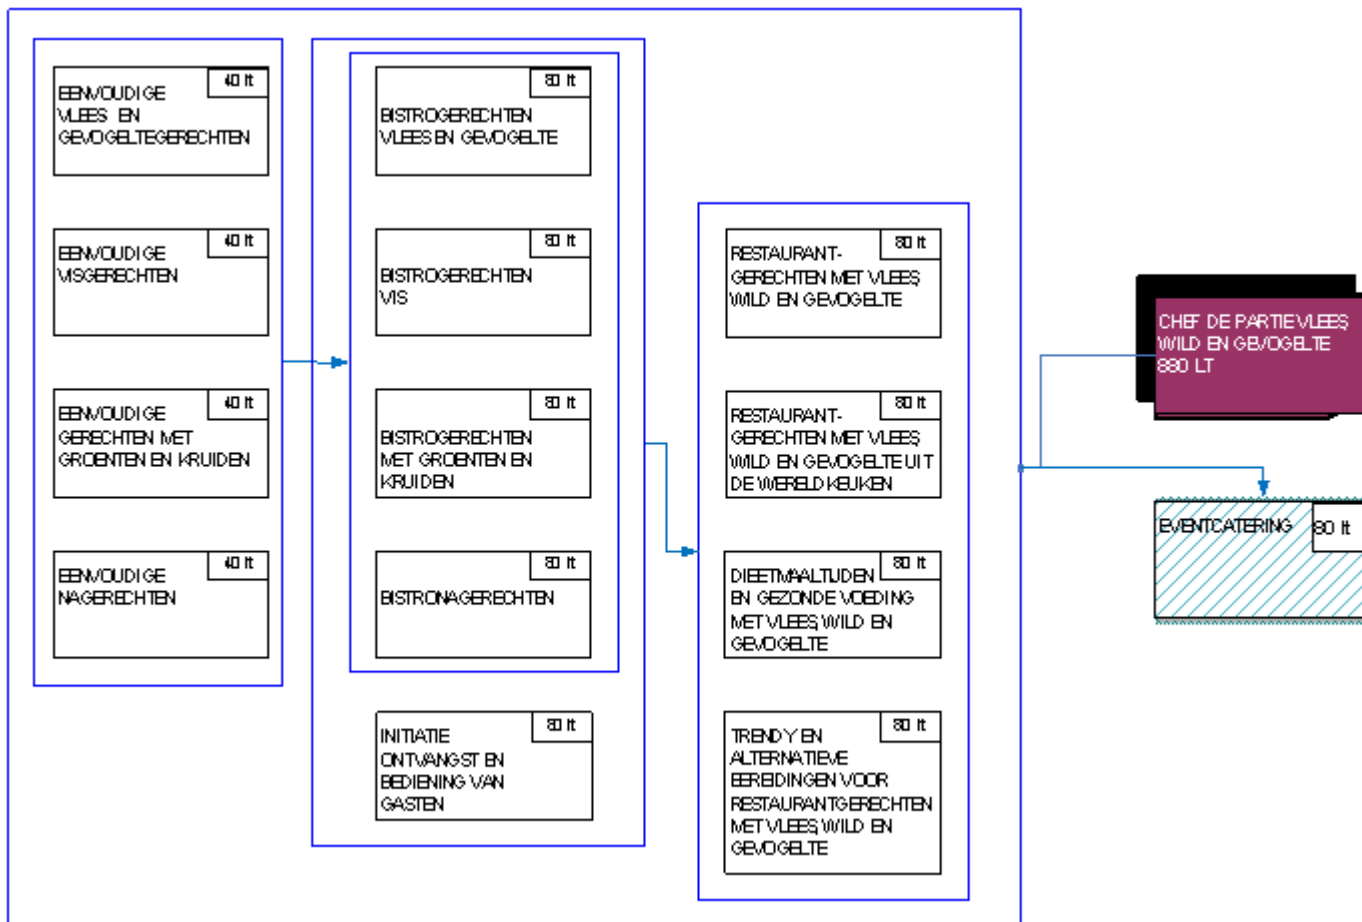 40 lt
EENVOUDIGE
VLEES EN
GEVOGELTEGERECHTEN
40 lt
EENVOUDIGE
VISGERECHTEN
40 lt
EENVOUDIGE
GERECHTEN MET
GROENTEN EN KRUIDEN
40 lt
EENVOUDIGE
NAGERECHTEN
80 lt
BISTROGERECHTEN
VLEES EN GEVOGELTE
80 lt
BISTROGERECHTEN
VIS
80 lt
BISTROGERECHTEN
MET GROENTEN EN
KRUIDEN
80 lt
BISTRONAGERECHTEN
80 lt
INITIATIE
ONTVANGST EN
BEDIENING VAN
GASTEN
80 lt
RESTAURANT-
GERECHTEN MET VLEES,
WILD EN GEVOGELTE
80 lt
RESTAURANT-
GERECHTEN MET VLEES,
WILD EN GEVOGELTE UIT
DE WERELDKEUKEN
80 lt
DIEETMAALTIJDEN
EN GEZONDE VOEDING
MET VLEES, WILD EN
GEVOGELTE
80 lt
TRENDY EN
ALTERNATIEVE
BEREIDINGEN VOOR
RESTAURANTGERECHTEN
MET VLEES, WILD EN
GEVOGELTE
CHEF DE PARTIE VLEES,
WILD EN GEVOGELTE
880 LT
EVENTCATERING
80 lt